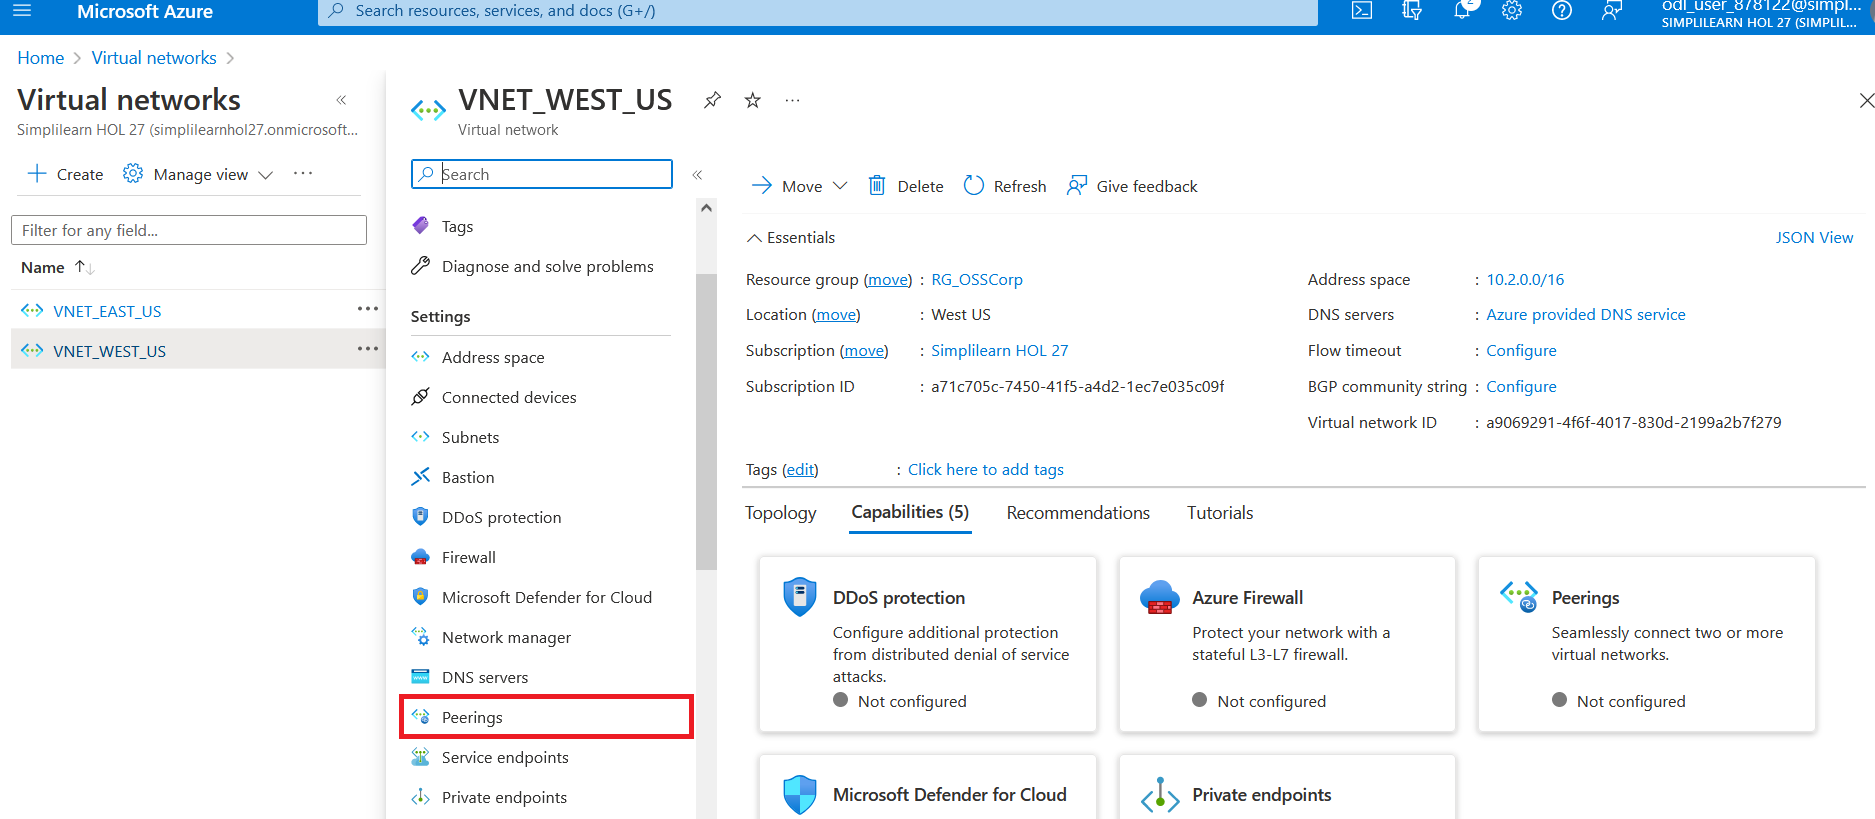 Microsoft Azure
Search resources, services, and docs (G+/)
2
odl_user_878122@simpl...
SIMPLILEARN HOL 27 (SIMPLIL...
Home > Virtual networks >
Virtual networks
Simplilearn HOL 27 (simplilearnhol27.onmicrosoft...
Create
Manage view
Filter for any field...
Name
VNET_EAST_US
VNET_WEST_US
VNET_WEST_US
Virtual network
Search
Tags
Diagnose and solve problems
Settings
Address space
Connected devices
Subnets
Bastion
DDoS protection
Firewall
Microsoft Defender for Cloud
Network manager
DNS servers
Peerings
Service endpoints
Private endpoints
Move
Delete
Refresh
Give feedback
Essentials
JSON View
Resource group (move) : RG_OSSCorp
Location (move) : West US
Subscription (move) : Simplilearn HOL 27
Subscription ID : a71c705c-7450-41f5-a4d2-1ec7e035c09f
Address space : 10.2.0.0/16
DNS servers : Azure provided DNS service
Flow timeout : Configure
BGP community string : Configure
Virtual network ID : a9069291-4f6f-4017-830d-2199a2b7f279
Tags (edit) : Click here to add tags
Topology
Capabilities (5)
Recommendations
Tutorials
DDoS protection
Configure additional protection
from distributed denial of service
attacks.
Not configured
Azure Firewall
Protect your network with a
stateful L3-L7 firewall.
Not configured
Peerings
Seamlessly connect two or more
virtual networks.
Not configured
Microsoft Defender for Cloud
Private endpoints